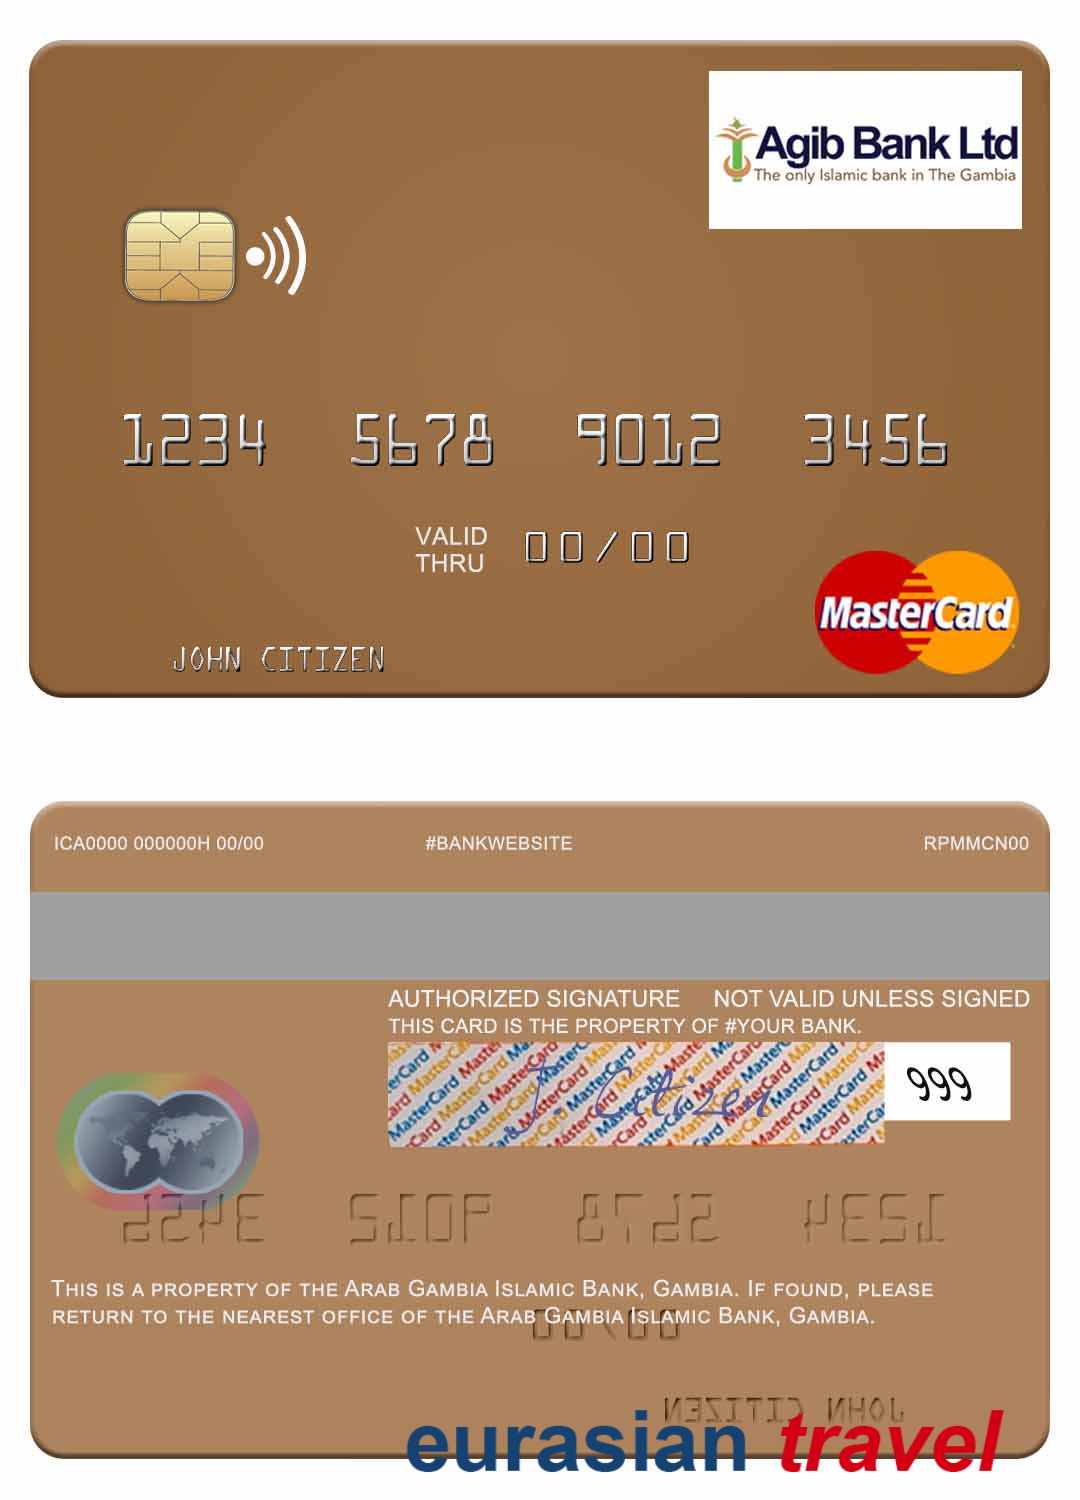 Agib Bank Ltd
The only Islamic bank in The Gambia
1234 5678 9012 3456
VALID THRU 00/00
MasterCard
JOHN CITIZEN
ICA0000 000000H 00/00 #BANKWEBSITE RPMMCN00
AUTHORIZED SIGNATURE NOT VALID UNLESS SIGNED
THIS CARD IS THE PROPERTY OF #YOUR BANK.
J. Citizen 999
THIS IS A PROPERTY OF THE ARAB GAMBIA ISLAMIC BANK, GAMBIA. IF FOUND, PLEASE
RETURN TO THE NEAREST OFFICE OF THE ARAB GAMBIA ISLAMIC BANK, GAMBIA.
eurasian travel